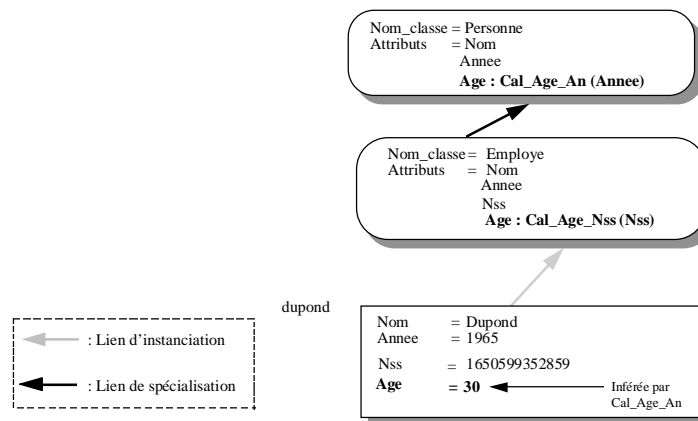 Nom_classe = Personne
Attributs = Nom
Annee
Age : Cal_Age_An (Annee)
Nom_classe = Employe
Attributs = Nom
Annee
Nss
Age : Cal_Age_Nss (Nss)
dupond
Nom = Dupond
Annee = 1965
Nss = 1650599352859
Age = 30
Inférée par
Cal_Age_An
: Lien d'instanciation
: Lien de spécialisation